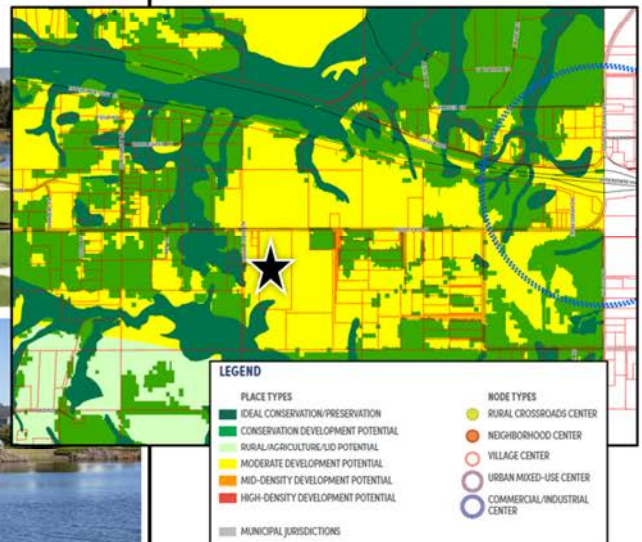 LEGEND
PLACE TYPES
IDEAL CONSERVATION/PRESERVATION
CONSERVATION DEVELOPMENT POTENTIAL
RURAL/AGRICULTURE/LID POTENTIAL
MODERATE DEVELOPMENT POTENTIAL
MID-DENSITY DEVELOPMENT POTENTIAL
HIGH-DENSITY DEVELOPMENT POTENTIAL
MUNICIPAL JURISDICTIONS
NODE TYPES
RURAL CROSSROADS CENTER
NEIGHBORHOOD CENTER
VILLAGE CENTER
URBAN MIXED-USE CENTER
COMMERCIAL/INDUSTRIAL
CENTER